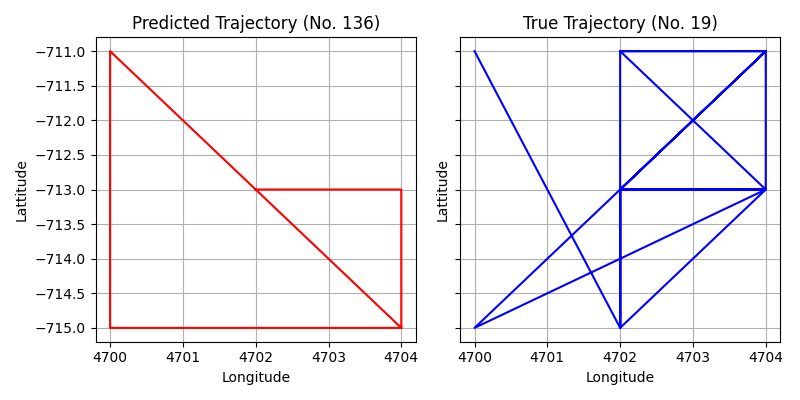 Predicted Trajectory (No. 136)
True Trajectory (No. 19)
−711.0
−711.5
−712.0
−712.5
−713.0
−713.5
−714.0
−714.5
−715.0
Lattitude
Lattitude
4700 4701 4702 4703 4704
4700 4701 4702 4703 4704
Longitude
Longitude